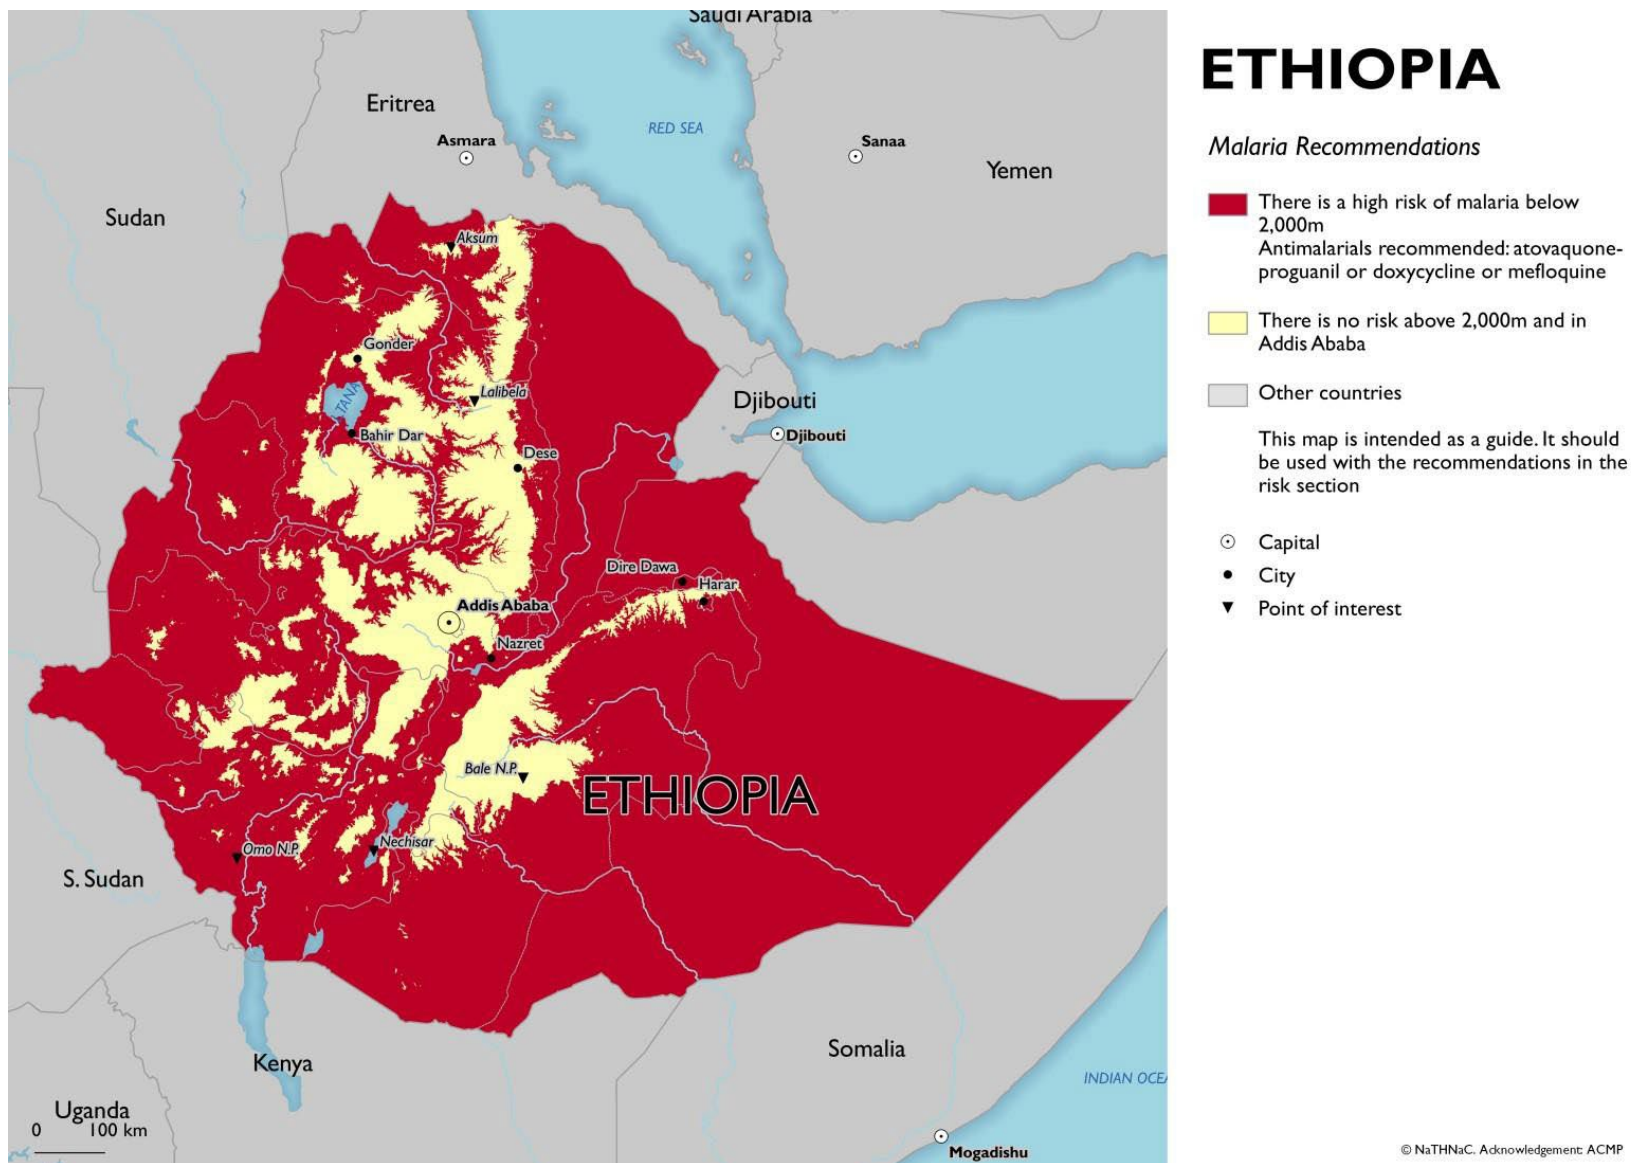 ETHIOPIA
Malaria Recommendations
There is a high risk of malaria below
2,000m
Antimalarials recommended: atovaquone-
proguanil or doxycycline or mefloquine
There is no risk above 2,000m and in
Addis Ababa
Other countries
This map is intended as a guide. It should
be used with the recommendations in the
risk section
Capital
City
Point of interest
Saudi Arabia
Eritrea
RED SEA
Asmara
Sanaa
Yemen
Sudan
Aksum
Gonder
TANA
Lalibela
Djibouti
Bahir Dar
Djibouti
Dese
Dire Dawa
Harar
Addis Ababa
Nazret
Bale N.P.
ETHIOPIA
Nechisar
Omo N.P.
S. Sudan
Somalia
Kenya
INDIAN OCEA
Uganda
0 100 km
Mogadishu
© NaTHNaC. Acknowledgement: ACMP